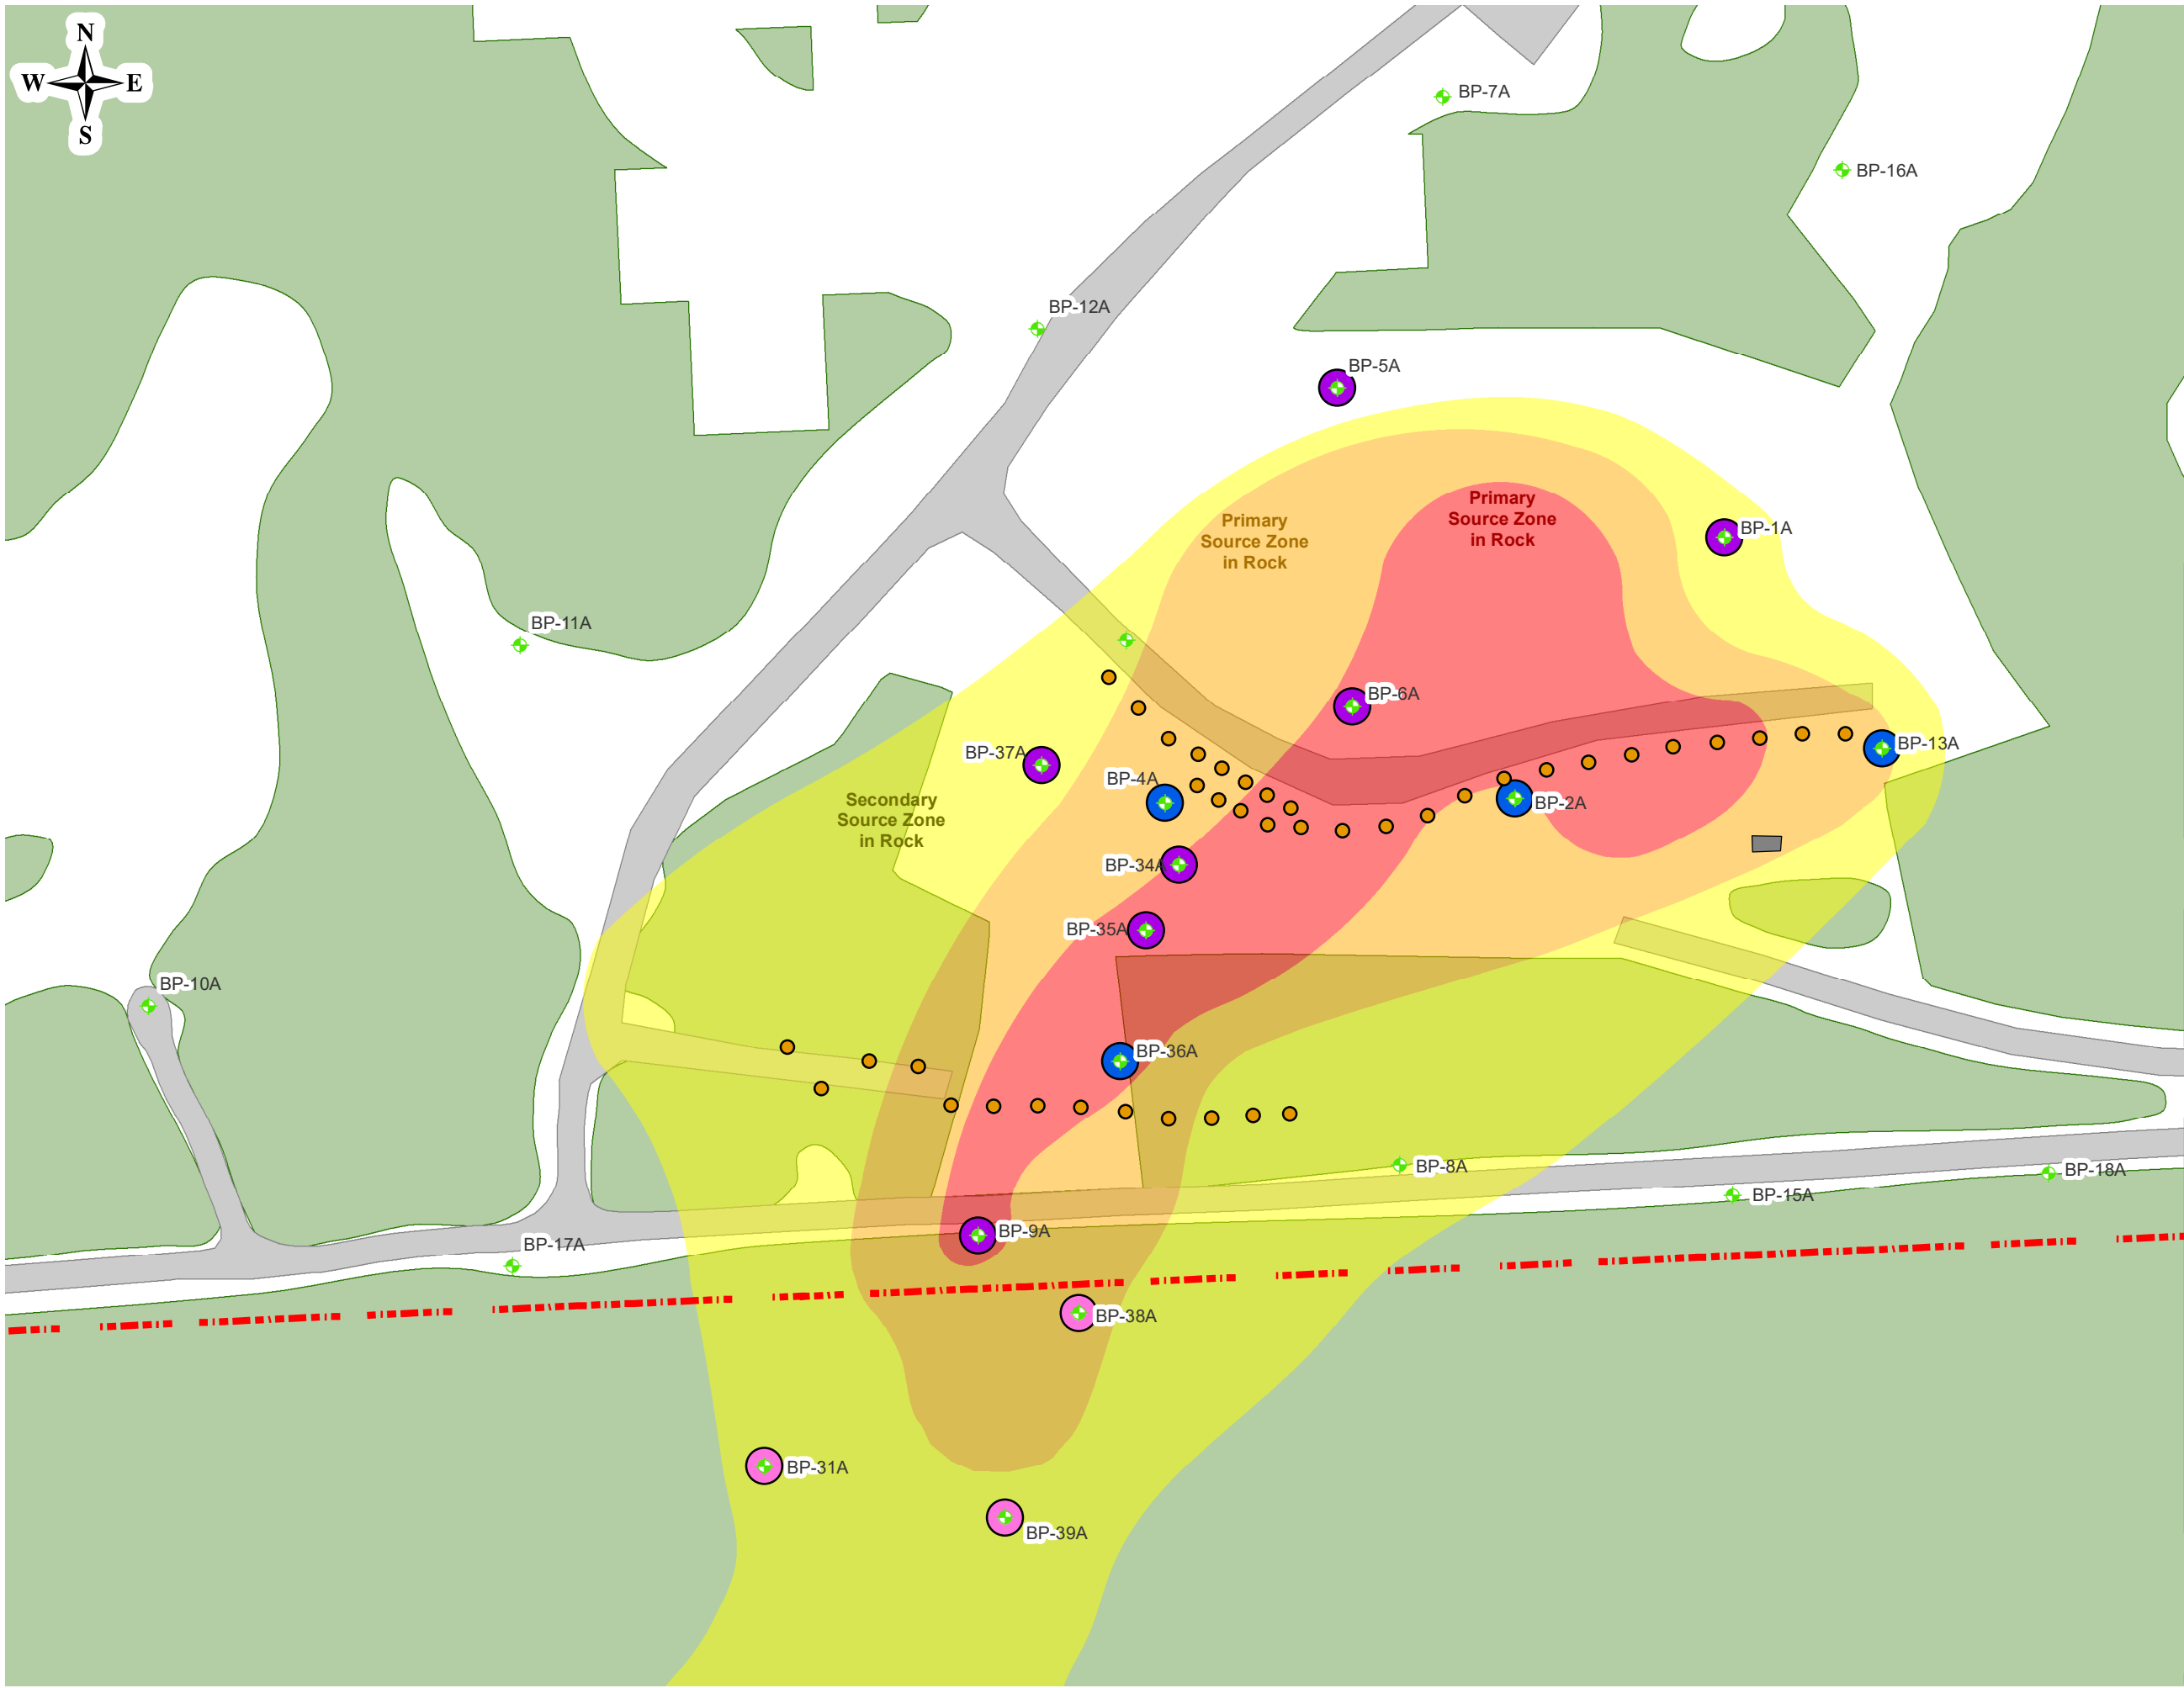 N
W E
S
BP-7A
BP-16A
BP-12A
BP-5A
Primary
Source Zone
in Rock
Primary
Source Zone
in Rock
BP-1A
BP-11A
BP-6A
BP-37A
BP-13A
BP-4A
BP-2A
Secondary
Source Zone
in Rock
BP-34A
BP-35A
BP-10A
BP-36A
BP-8A
BP-18A
BP-15A
BP-9A
BP-17A
BP-38A
BP-31A
BP-39A